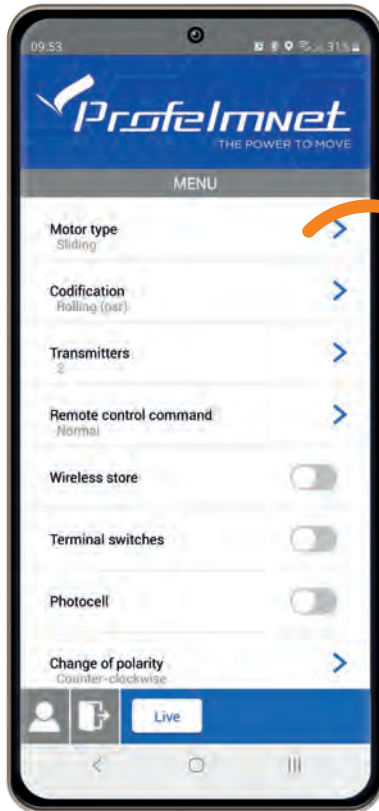 09:53
31%
Profelmnet
THE POWER TO MOVE
MENU
Motor type
Sliding
Codification
Rolling (psr)
Transmitters
2
Remote control command
Normal
Wireless store
Terminal switches
Photocell
Change of polarity
Counter-clockwise
Live